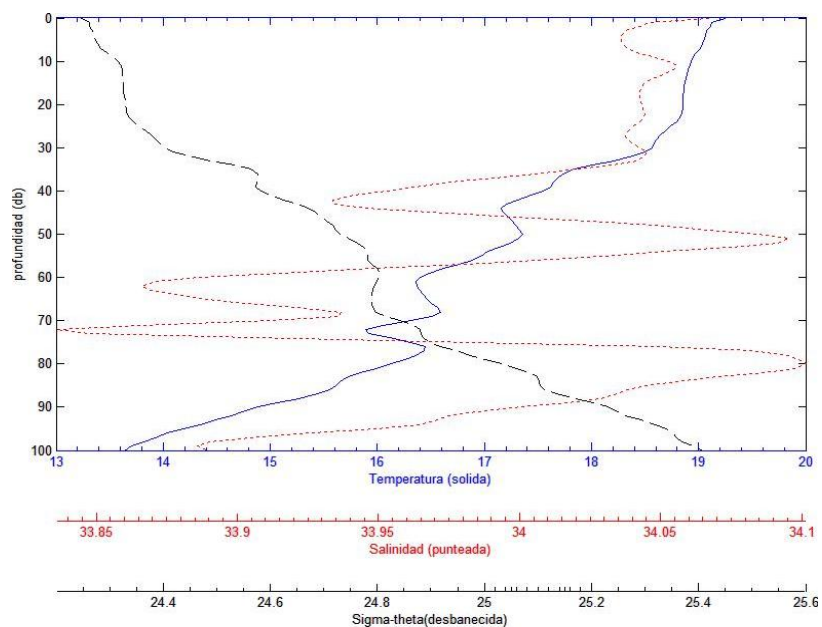 0
10
20
30
40
50
60
70
80
90
100
profundidad (db)
13 14 15 16 17 18 19 20
Temperatura (solida)
33.85 33.9 33.95 34 34.05 34.1
Salinidad (punteada)
24.4 24.6 24.8 25 25.2 25.4 25.6
Sigma-theta(desbanecida)